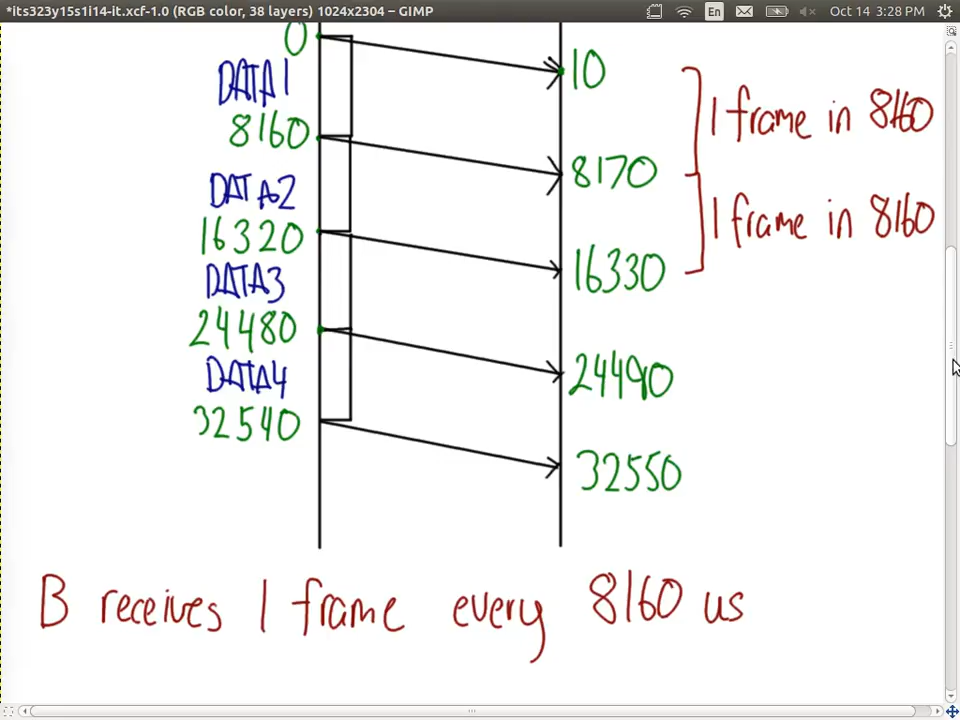 *its323y15s1i14-it.xcf-1.0 (RGB color, 38 layers) 1024x2304 – GIMP
En
Oct 14 3:28 PM
0
10
DATA1
1 frame in 8160
8160
8170
DATA2
1 frame in 8160
16320
16330
DATA3
24480
24490
DATA4
32540
32550
B receives 1 frame every 8160 us